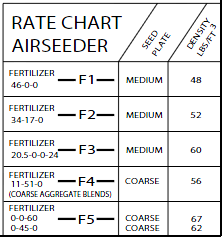 RATE CHART
AIRSEEDER
SEED
PLATE
DENSITY
LBS/FT 3
FERTILIZER
46-0-0
F1
MEDIUM
48
FERTILIZER
34-17-0
F2
MEDIUM
52
FERTILIZER
20.5-0-0-24
F3
MEDIUM
60
FERTILIZER
11-51-0
(COARSE AGGREGATE BLENDS)
F4
COARSE
56
FERTILIZER
0-0-60
0-45-0
F5
COARSE
COARSE
67
62